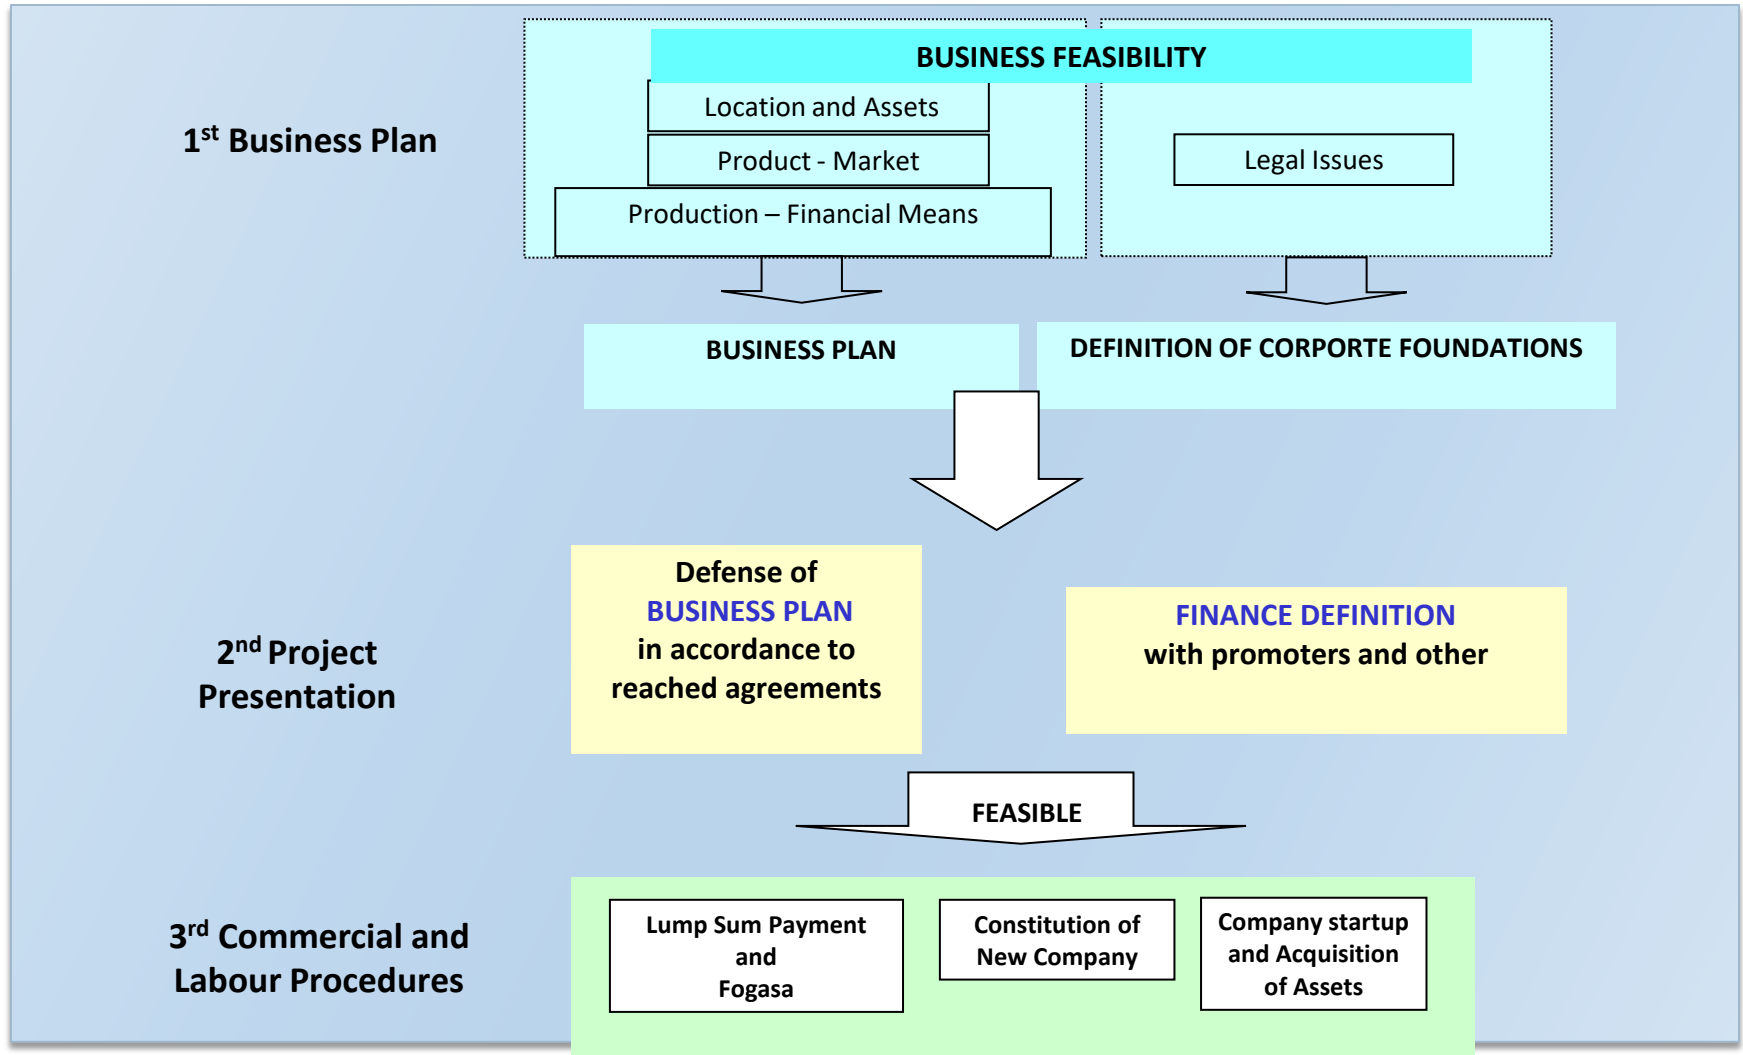 BUSINESS FEASIBILITY
Location and Assets
1st Business Plan
Product - Market
Legal Issues
Production – Financial Means
BUSINESS PLAN
DEFINITION OF CORPORTE FOUNDATIONS
Defense of
BUSINESS PLAN
in accordance to
reached agreements
FINANCE DEFINITION
with promoters and other
2nd Project
Presentation
FEASIBLE
3rd Commercial and
Labour Procedures
Lump Sum Payment
and
Fogasa
Constitution of
New Company
Company startup
and Acquisition
of Assets